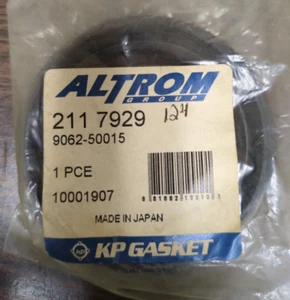 ALTROM
GROUP
211 7929 124
9062-50015
1 PCE
10001907
MADE IN JAPAN
KP GASKET